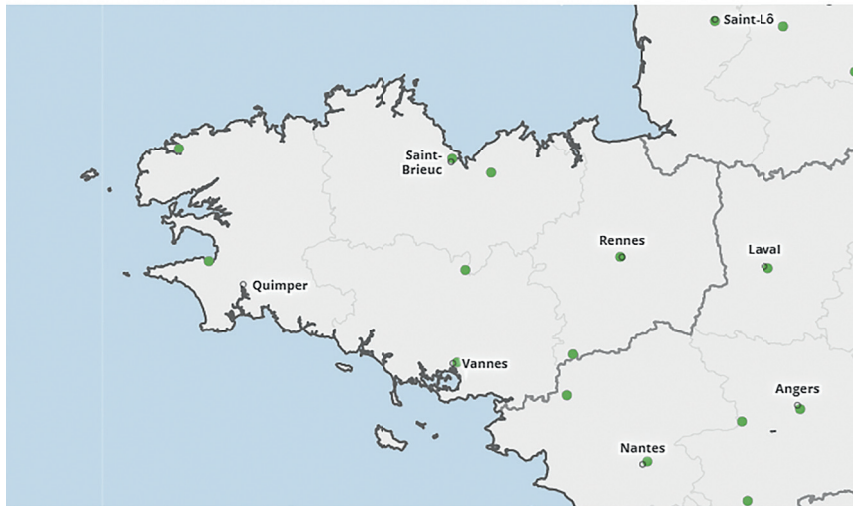 Saint-Lô
Saint-
Brieuc
Rennes
Laval
Quimper
Vannes
Angers
Nantes